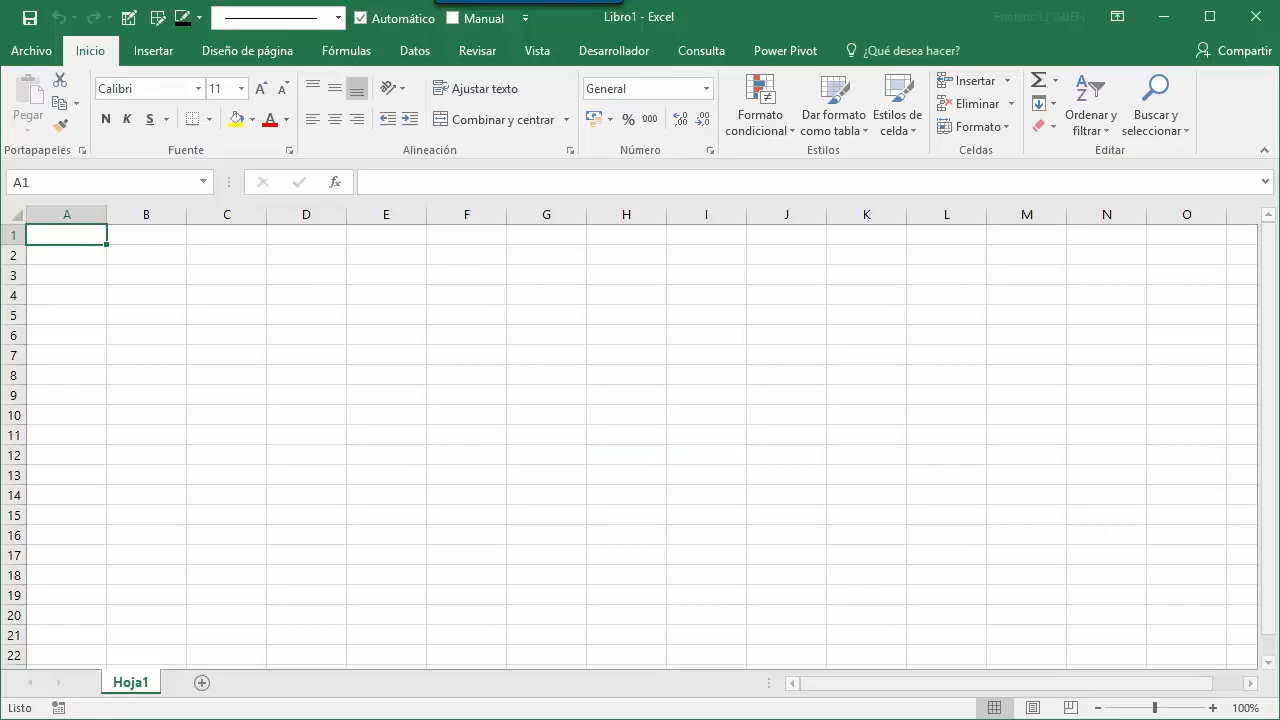 Automático Manual Libro1 - Excel
Archivo Inicio Insertar Diseño de página Fórmulas Datos Revisar Vista Desarrollador Consulta Power Pivot ¿Qué desea hacer? Compartir
Pegar Calibri 11 Ajustar texto General Formato condicional Dar formato como tabla Estilos de celda Insertar Ordenar y filtrar Buscar y seleccionar
N K S Combinar y centrar % 000 Eliminar
Formato
Portapapeles Fuente Alineación Número Estilos Celdas Editar
A1 fx
A B C D E F G H I J K L M N O
1
2
3
4
5
6
7
8
9
10
11
12
13
14
15
16
17
18
19
20
21
22
Hoja1
Listo 100%